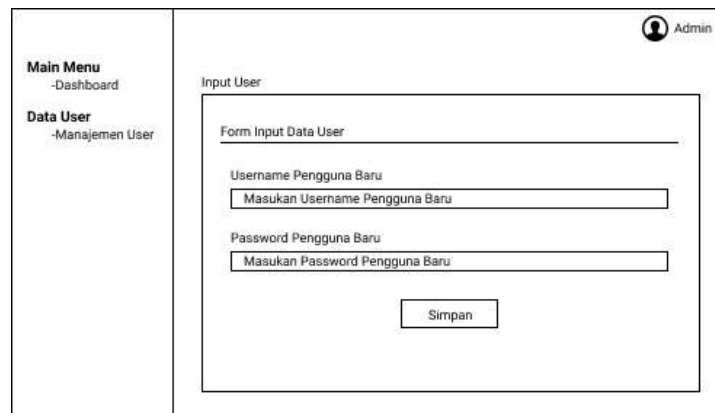 Admin
Main Menu
-Dashboard
Data User
-Manajemen User
Input User
Form Input Data User
Username Pengguna Baru
Masukan Username Pengguna Baru
Password Pengguna Baru
Masukan Password Pengguna Baru
Simpan